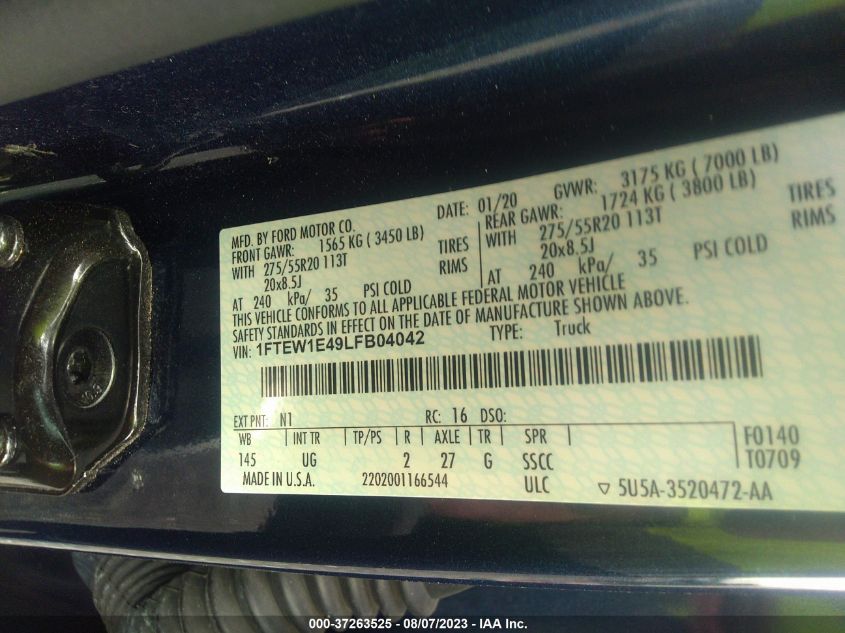 MFD. BY FORD MOTOR CO.
DATE: 01/20 GVWR: 3175 KG ( 7000 LB)
FRONT GAWR: 1565 KG ( 3450 LB)
REAR GAWR: 1724 KG ( 3800 LB)
WITH 275/55R20 113T TIRES
WITH 275/55R20 113T TIRES
20x8.5J RIMS
20x8.5J RIMS
AT 240 kPa/ 35 PSI COLD
AT 240 kPa/ 35 PSI COLD
THIS VEHICLE CONFORMS TO ALL APPLICABLE FEDERAL MOTOR VEHICLE
SAFETY STANDARDS IN EFFECT ON THE DATE OF MANUFACTURE SHOWN ABOVE.
VIN: 1FTEW1E49LFB04042 TYPE: Truck
EXT PNT: N1 RC: 16 DSO:
WB INT TR TP/PS R AXLE TR SPR F0140
145 UG 2 27 G SSCC T0709
MADE IN U.S.A. 2202001166544 ULC ▽ 5U5A-3520472-AA
000-37263525 - 08/07/2023 - IAA Inc.